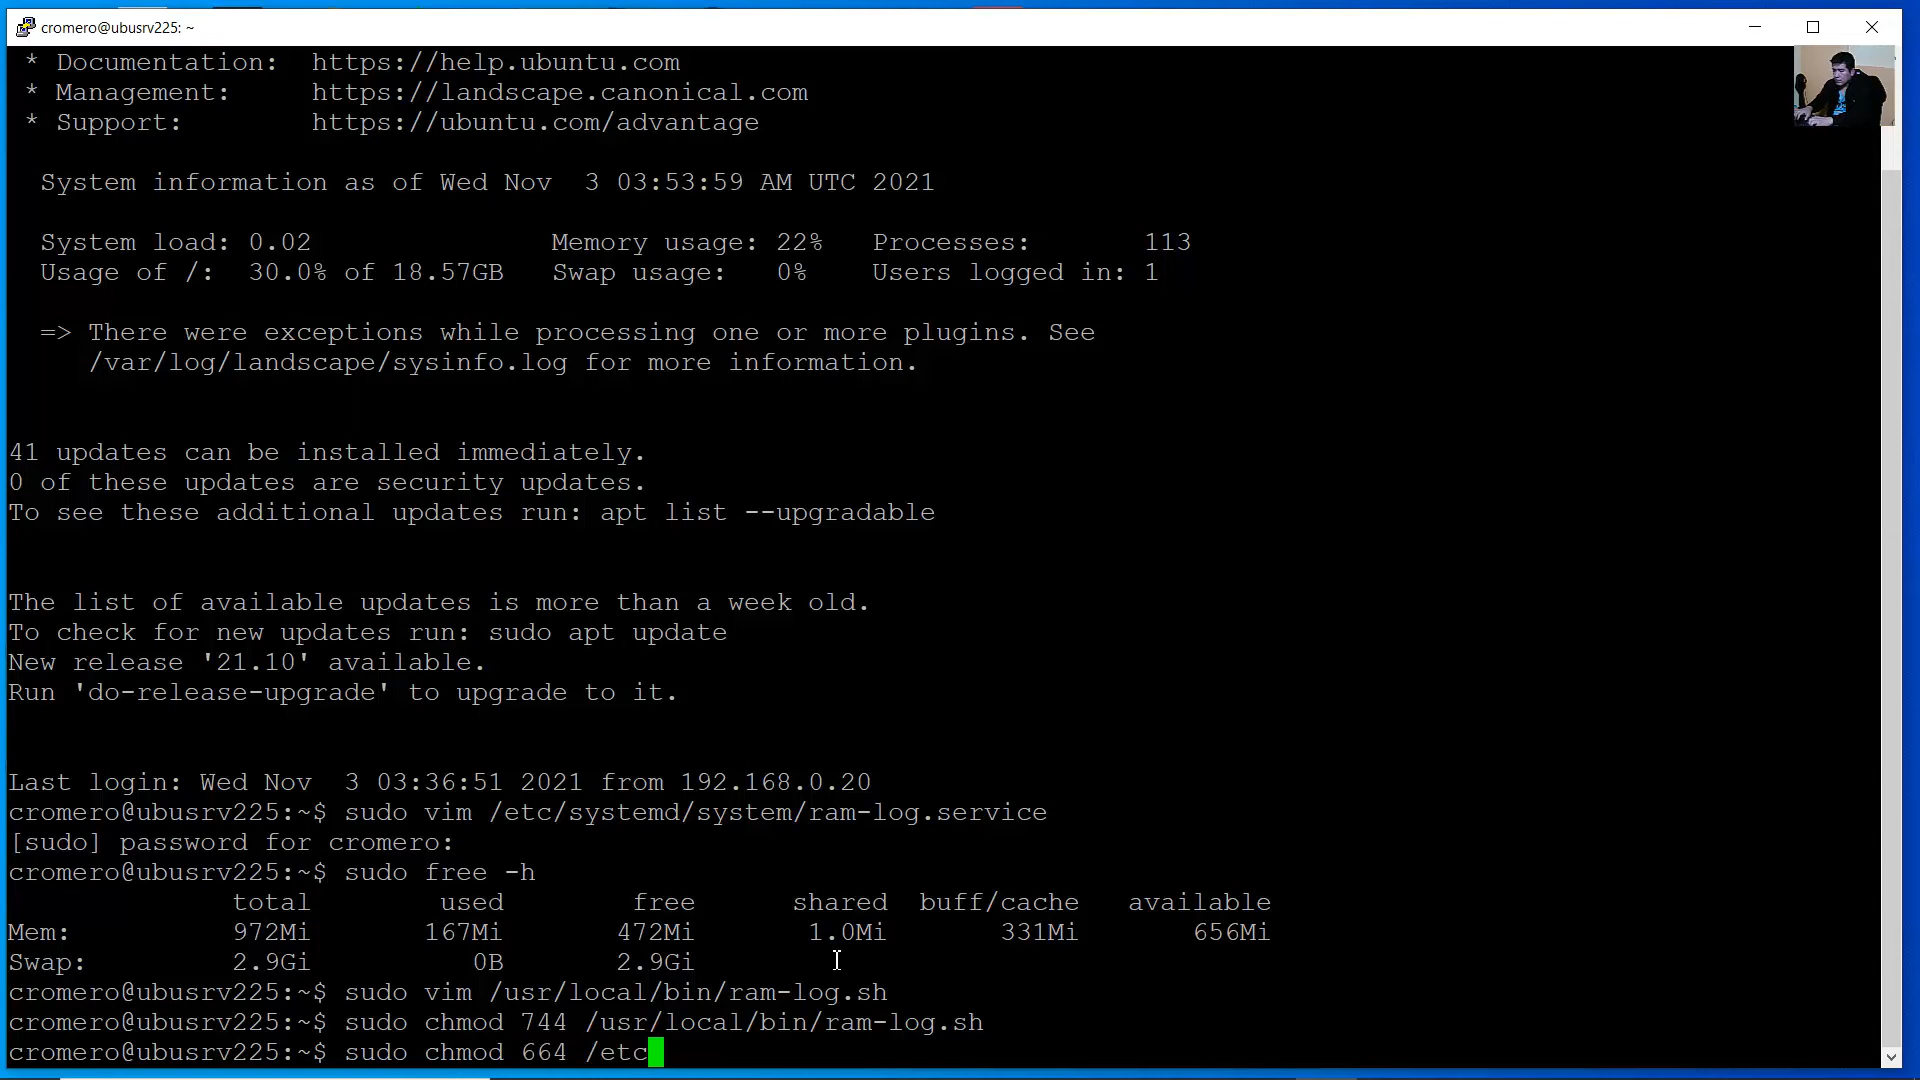 cromero@ubusrv225: ~
* Documentation:  https://help.ubuntu.com
* Management:     https://landscape.canonical.com
* Support:        https://ubuntu.com/advantage
System information as of Wed Nov  3 03:53:59 AM UTC 2021
System load: 0.02               Memory usage: 22%   Processes:       113
Usage of /:  30.0% of 18.57GB   Swap usage:   0%    Users logged in: 1
=> There were exceptions while processing one or more plugins. See
/var/log/landscape/sysinfo.log for more information.
41 updates can be installed immediately.
0 of these updates are security updates.
To see these additional updates run: apt list --upgradable
The list of available updates is more than a week old.
To check for new updates run: sudo apt update
New release '21.10' available.
Run 'do-release-upgrade' to upgrade to it.
Last login: Wed Nov  3 03:36:51 2021 from 192.168.0.20
cromero@ubusrv225:~$ sudo vim /etc/systemd/system/ram-log.service
[sudo] password for cromero:
cromero@ubusrv225:~$ sudo free -h
total        used        free      shared  buff/cache   available
Mem:          972Mi       167Mi       472Mi       1.0Mi       331Mi       656Mi
Swap:         2.9Gi          0B       2.9Gi
cromero@ubusrv225:~$ sudo vim /usr/local/bin/ram-log.sh
cromero@ubusrv225:~$ sudo chmod 744 /usr/local/bin/ram-log.sh
cromero@ubusrv225:~$ sudo chmod 664 /etc